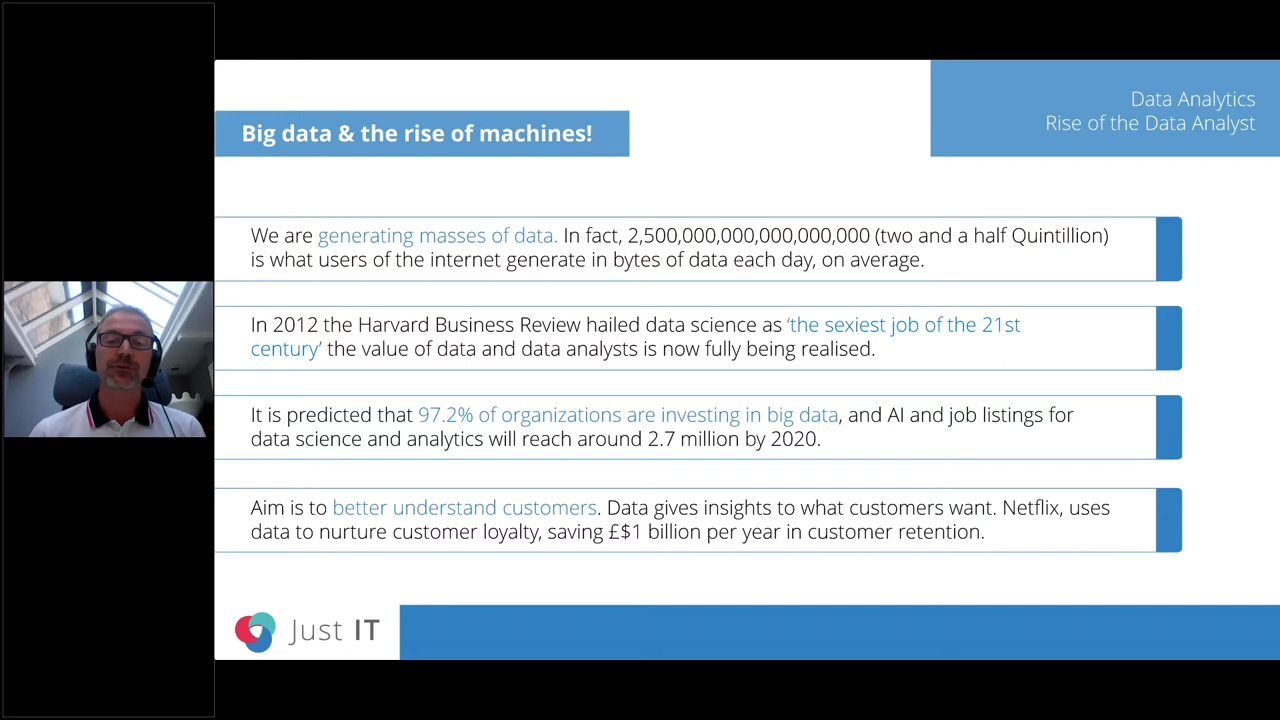 Data Analytics
Rise of the Data Analyst
Big data & the rise of machines!
We are generating masses of data. In fact, 2,500,000,000,000,000,000 (two and a half Quintillion)
is what users of the internet generate in bytes of data each day, on average.
In 2012 the Harvard Business Review hailed data science as ‘the sexiest job of the 21st
century’ the value of data and data analysts is now fully being realised.
It is predicted that 97.2% of organizations are investing in big data, and AI and job listings for
data science and analytics will reach around 2.7 million by 2020.
Aim is to better understand customers. Data gives insights to what customers want. Netflix, uses
data to nurture customer loyalty, saving £$1 billion per year in customer retention.
Just IT